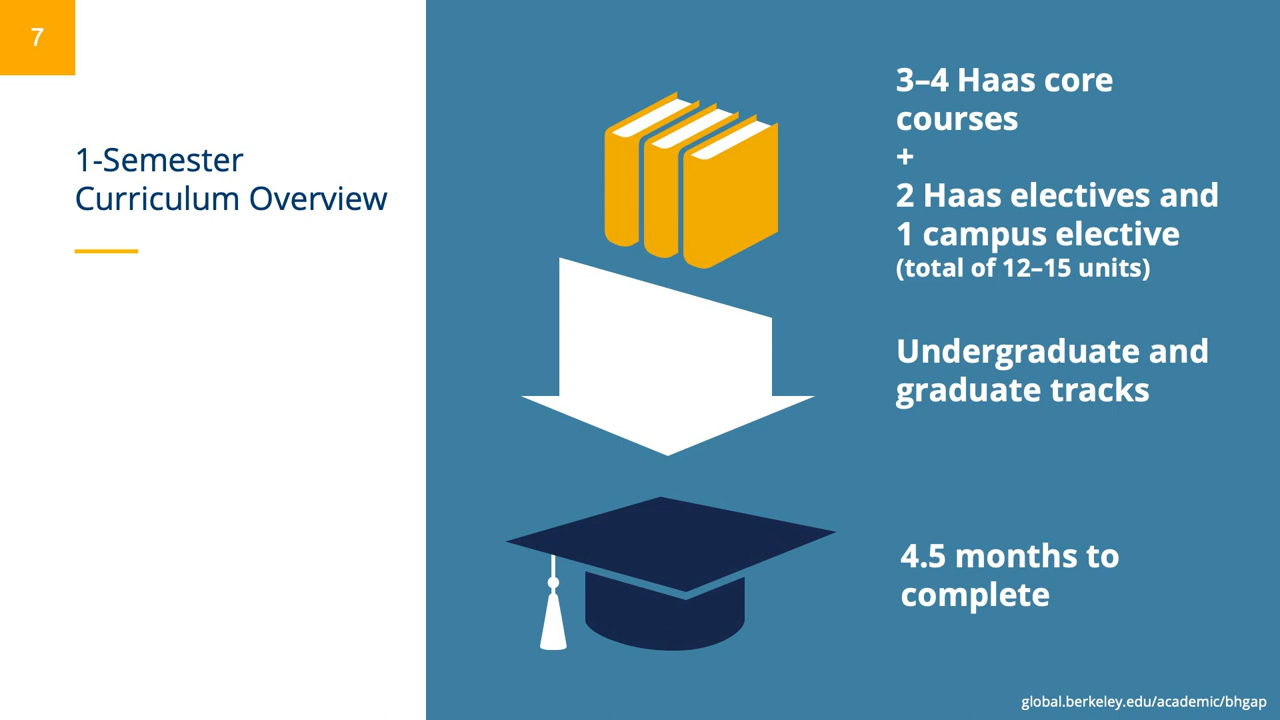 7
1-Semester
Curriculum Overview
3–4 Haas core
courses
+
2 Haas electives and
1 campus elective
(total of 12–15 units)
Undergraduate and
graduate tracks
4.5 months to
complete
global.berkeley.edu/academic/bhgap